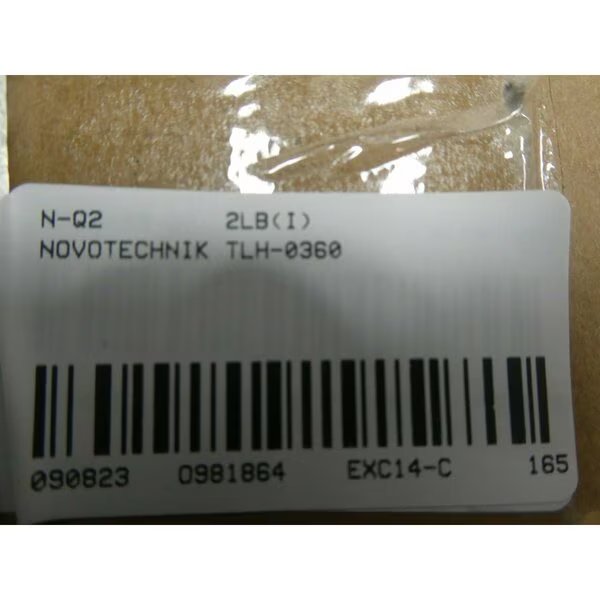 N-Q2 2LB(I)
NOVOTECHNIK TLH-0360
090823 0981864 EXC14-C 165